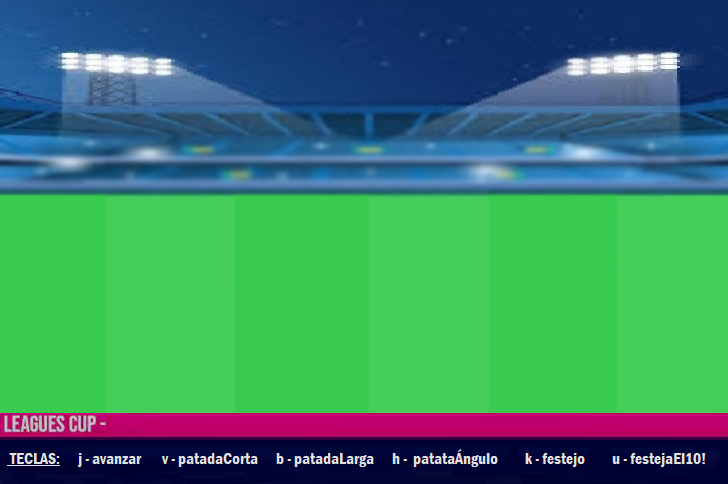 LEAGUES CUP -
TECLAS: j - avanzar v - patadaCorta b - patadaLarga h - patataÁngulo k - festejo u - festejaEl10!